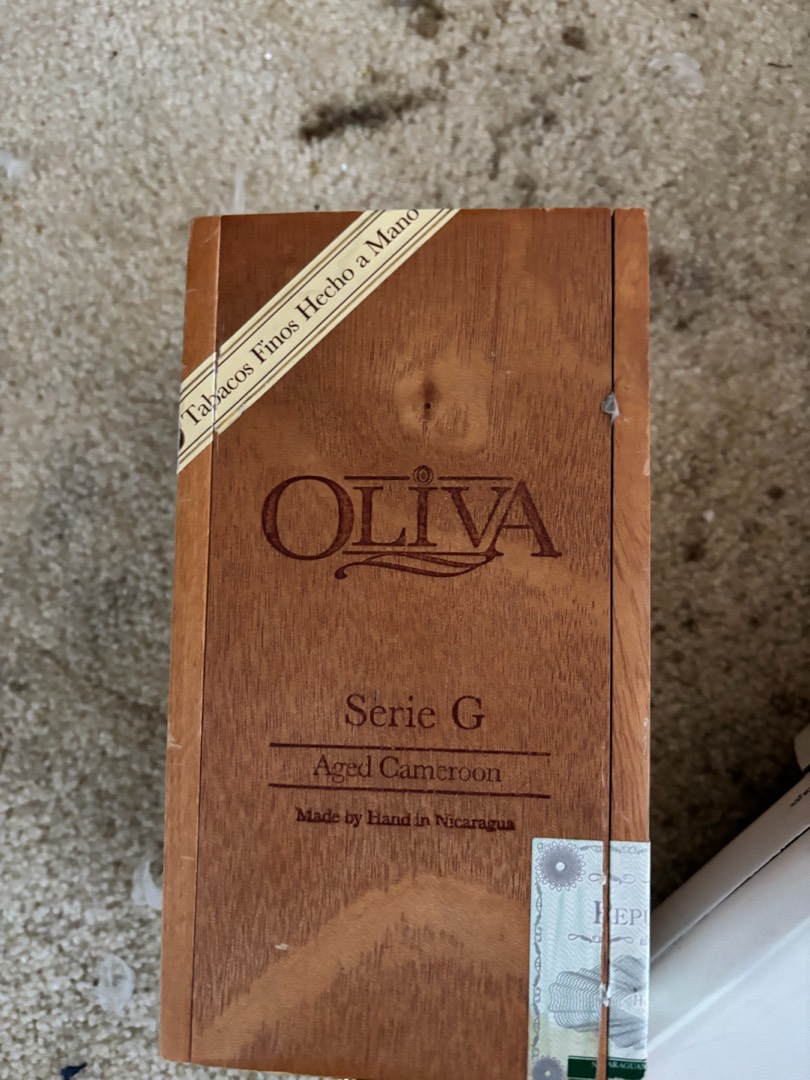 Tabacos Finos Hecho a Mano
OLIVA
Serie G
Aged Cameroon
Made by Hand in Nicaragua